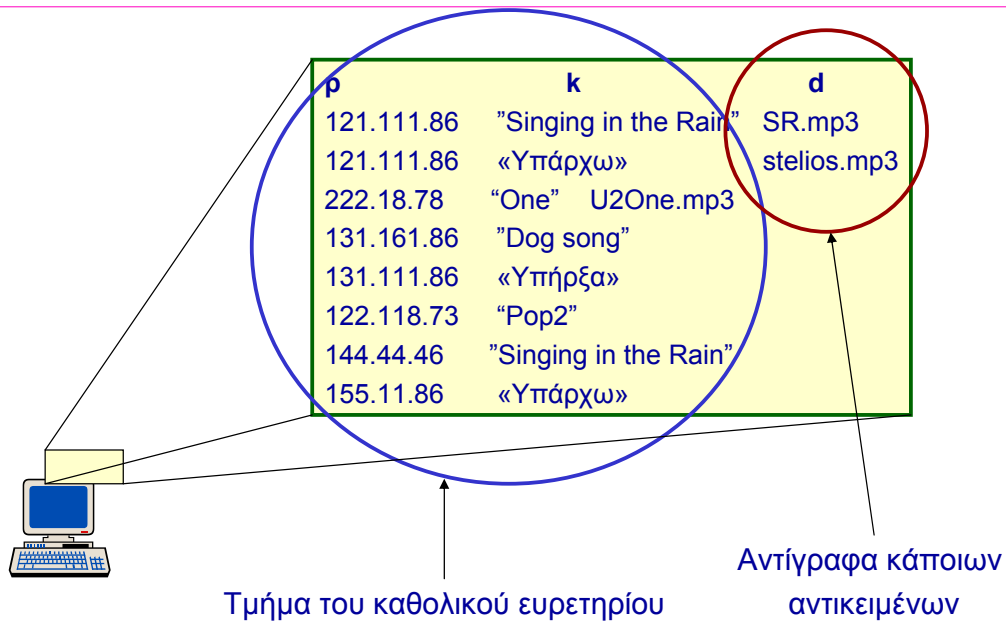 p k d
121.111.86 ”Singing in the Rain” SR.mp3
121.111.86 «Υπάρχω» stelios.mp3
222.18.78 “One” U2One.mp3
131.161.86 ”Dog song”
131.111.86 «Υπήρξα»
122.118.73 “Pop2”
144.44.46 ”Singing in the Rain”
155.11.86 «Υπάρχω»
Τμήμα του καθολικού ευρετηρίου
Αντίγραφα κάποιων
αντικειμένων